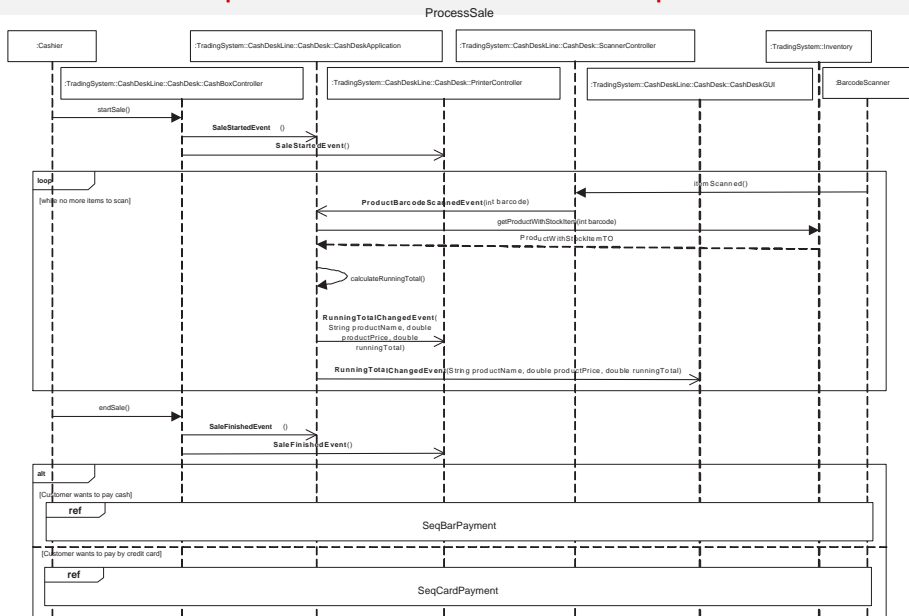 ProcessSale
:Cashier
:TradingSystem::CashDeskLine::CashDesk::CashDeskApplication
:TradingSystem::CashDeskLine::CashDesk::ScannerController
:TradingSystem::Inventory
:TradingSystem::CashDeskLine::CashDesk::CashBoxController
:TradingSystem::CashDeskLine::CashDesk::PrinterController
:TradingSystem::CashDeskLine::CashDesk::CashDeskGUI
:BarcodeScanner
startSale()
SaleStartedEvent ()
SaleStartedEvent()
loop
itemScanned()
[while no more items to scan]
ProductBarcodeScannedEvent(int barcode)
getProductWithStockItem(int barcode)
ProductWithStockItemTO
calculateRunningTotal()
RunningTotalChangedEvent(
String productName, double
productPrice, double
runningTotal)
RunningTotalChangedEvent(String productName, double productPrice, double runningTotal)
endSale()
SaleFinishedEvent ()
SaleFinishedEvent()
alt
[Customer wants to pay cash]
ref
SeqBarPayment
[Customer wants to pay by credit card]
ref
SeqCardPayment